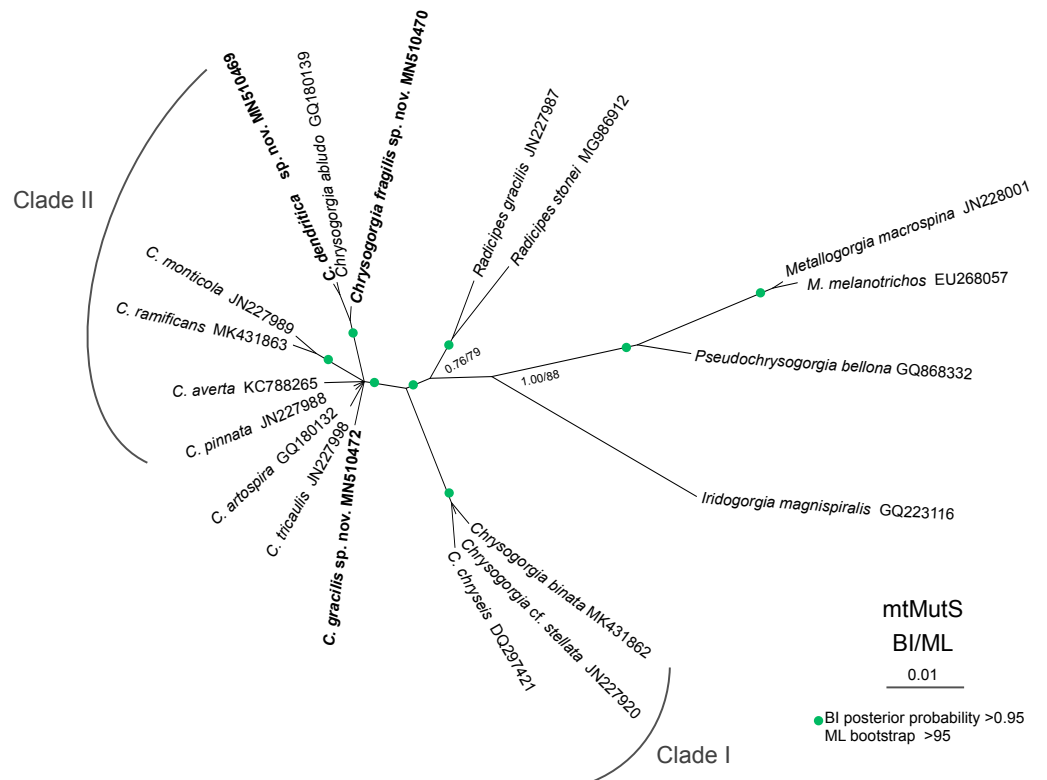 C. dendritica sp. nov. MN510469
Chrysogorgia abludo GQ180139
Chrysogorgia fragilis sp. nov. MN510470
Radicipes gracilis JN227987
Radicipes stonei MG986912
Clade II
Metallogorgia macrospina JN228001
M. melanotrichos EU268057
C. monticola JN227989
C. ramificans MK431863
0.76/79
1.00/88
Pseudochrysogorgia bellona GQ868332
C. averta KC788265
C. pinnata JN227988
C. artospira GQ180132
C. tricaulis JN227998
C. gracilis sp. nov. MN510472
Iridogorgia magnispiralis GQ223116
Chrysogorgia binata MK431862
Chrysogorgia cf. stellata JN227920
C. chryseis DQ297421
Clade I
mtMutS
BI/ML
0.01
BI posterior probability >0.95
ML bootstrap >95